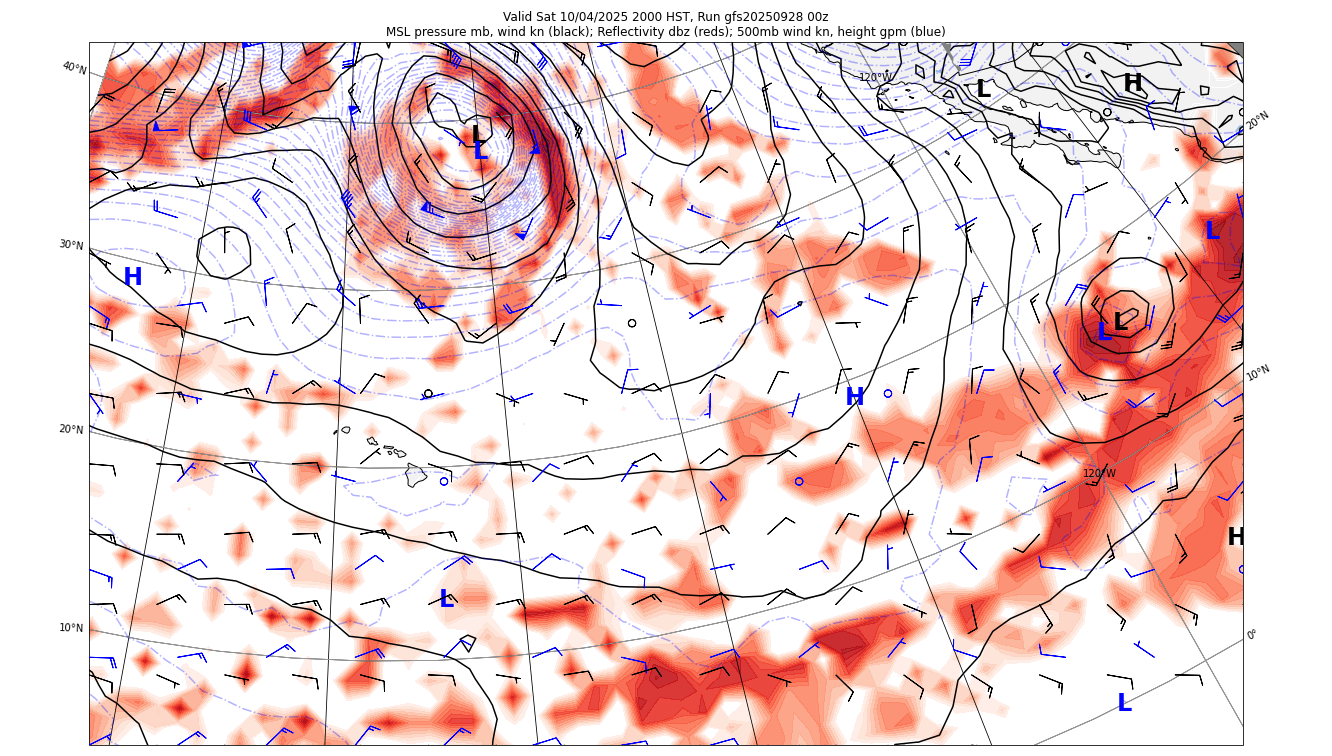 Valid Sat 10/04/2025 2000 HST, Run gfs20250928 00z
MSL pressure mb, wind kn (black); Reflectivity dbz (reds); 500mb wind kn, height gpm (blue)
40°N
120°W
L
H
20°N
L
L
30°N
L
H
L
L
10°N
H
20°N
120°W
H
L
10°N
0°
L